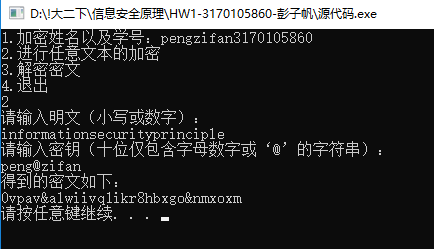 D:\!大二下\信息安全原理\HW1-3170105860-彭子帆\源代码.exe
1.加密姓名以及学号：pengzifan3170105860
2.进行任意文本的加密
3.解密密文
4.退出
2
请输入明文（小写或数字）：
informationsecurityprinciple
请输入密钥（十位仅包含字母数字或‘@’的字符串）：
peng@zifan
得到的密文如下：
0vpav&alwiivqlikr8hbxgo&nmxoxm
请按任意键继续. . .